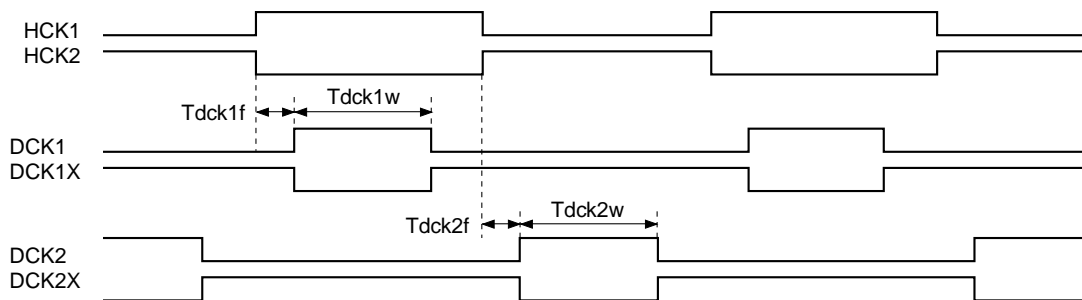 HCK1
HCK2
Tdck1f
Tdck1w
DCK1
DCK1X
Tdck2f
Tdck2w
DCK2
DCK2X